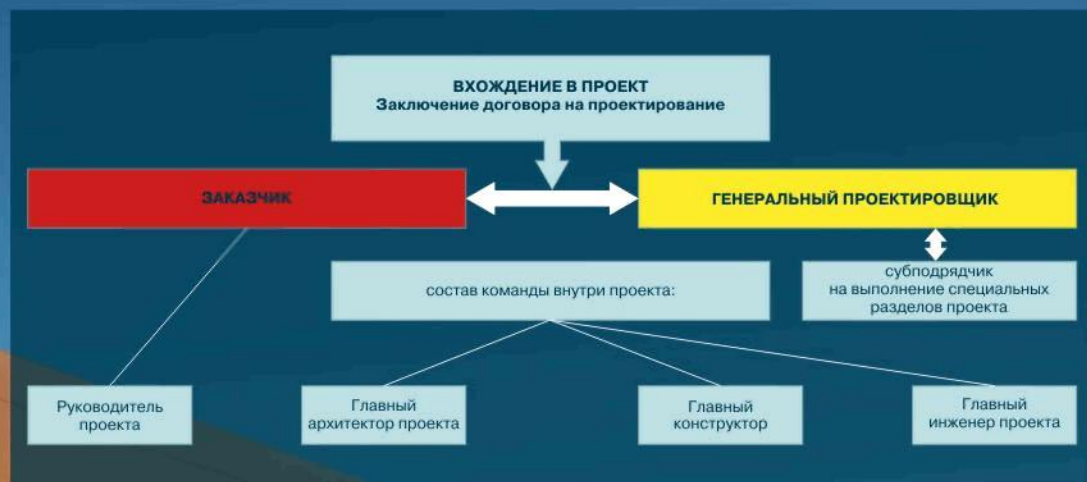 ВХОЖДЕНИЕ В ПРОЕКТ
Заключение договора на проектирование
ЗАКАЗЧИК
ГЕНЕРАЛЬНЫЙ ПРОЕКТИРОВЩИК
состав команды внутри проекта:
субподрядчик
на выполнение специальных
разделов проекта
Руководитель
проекта
Главный
архитектор проекта
Главный
конструктор
Главный
инженер проекта